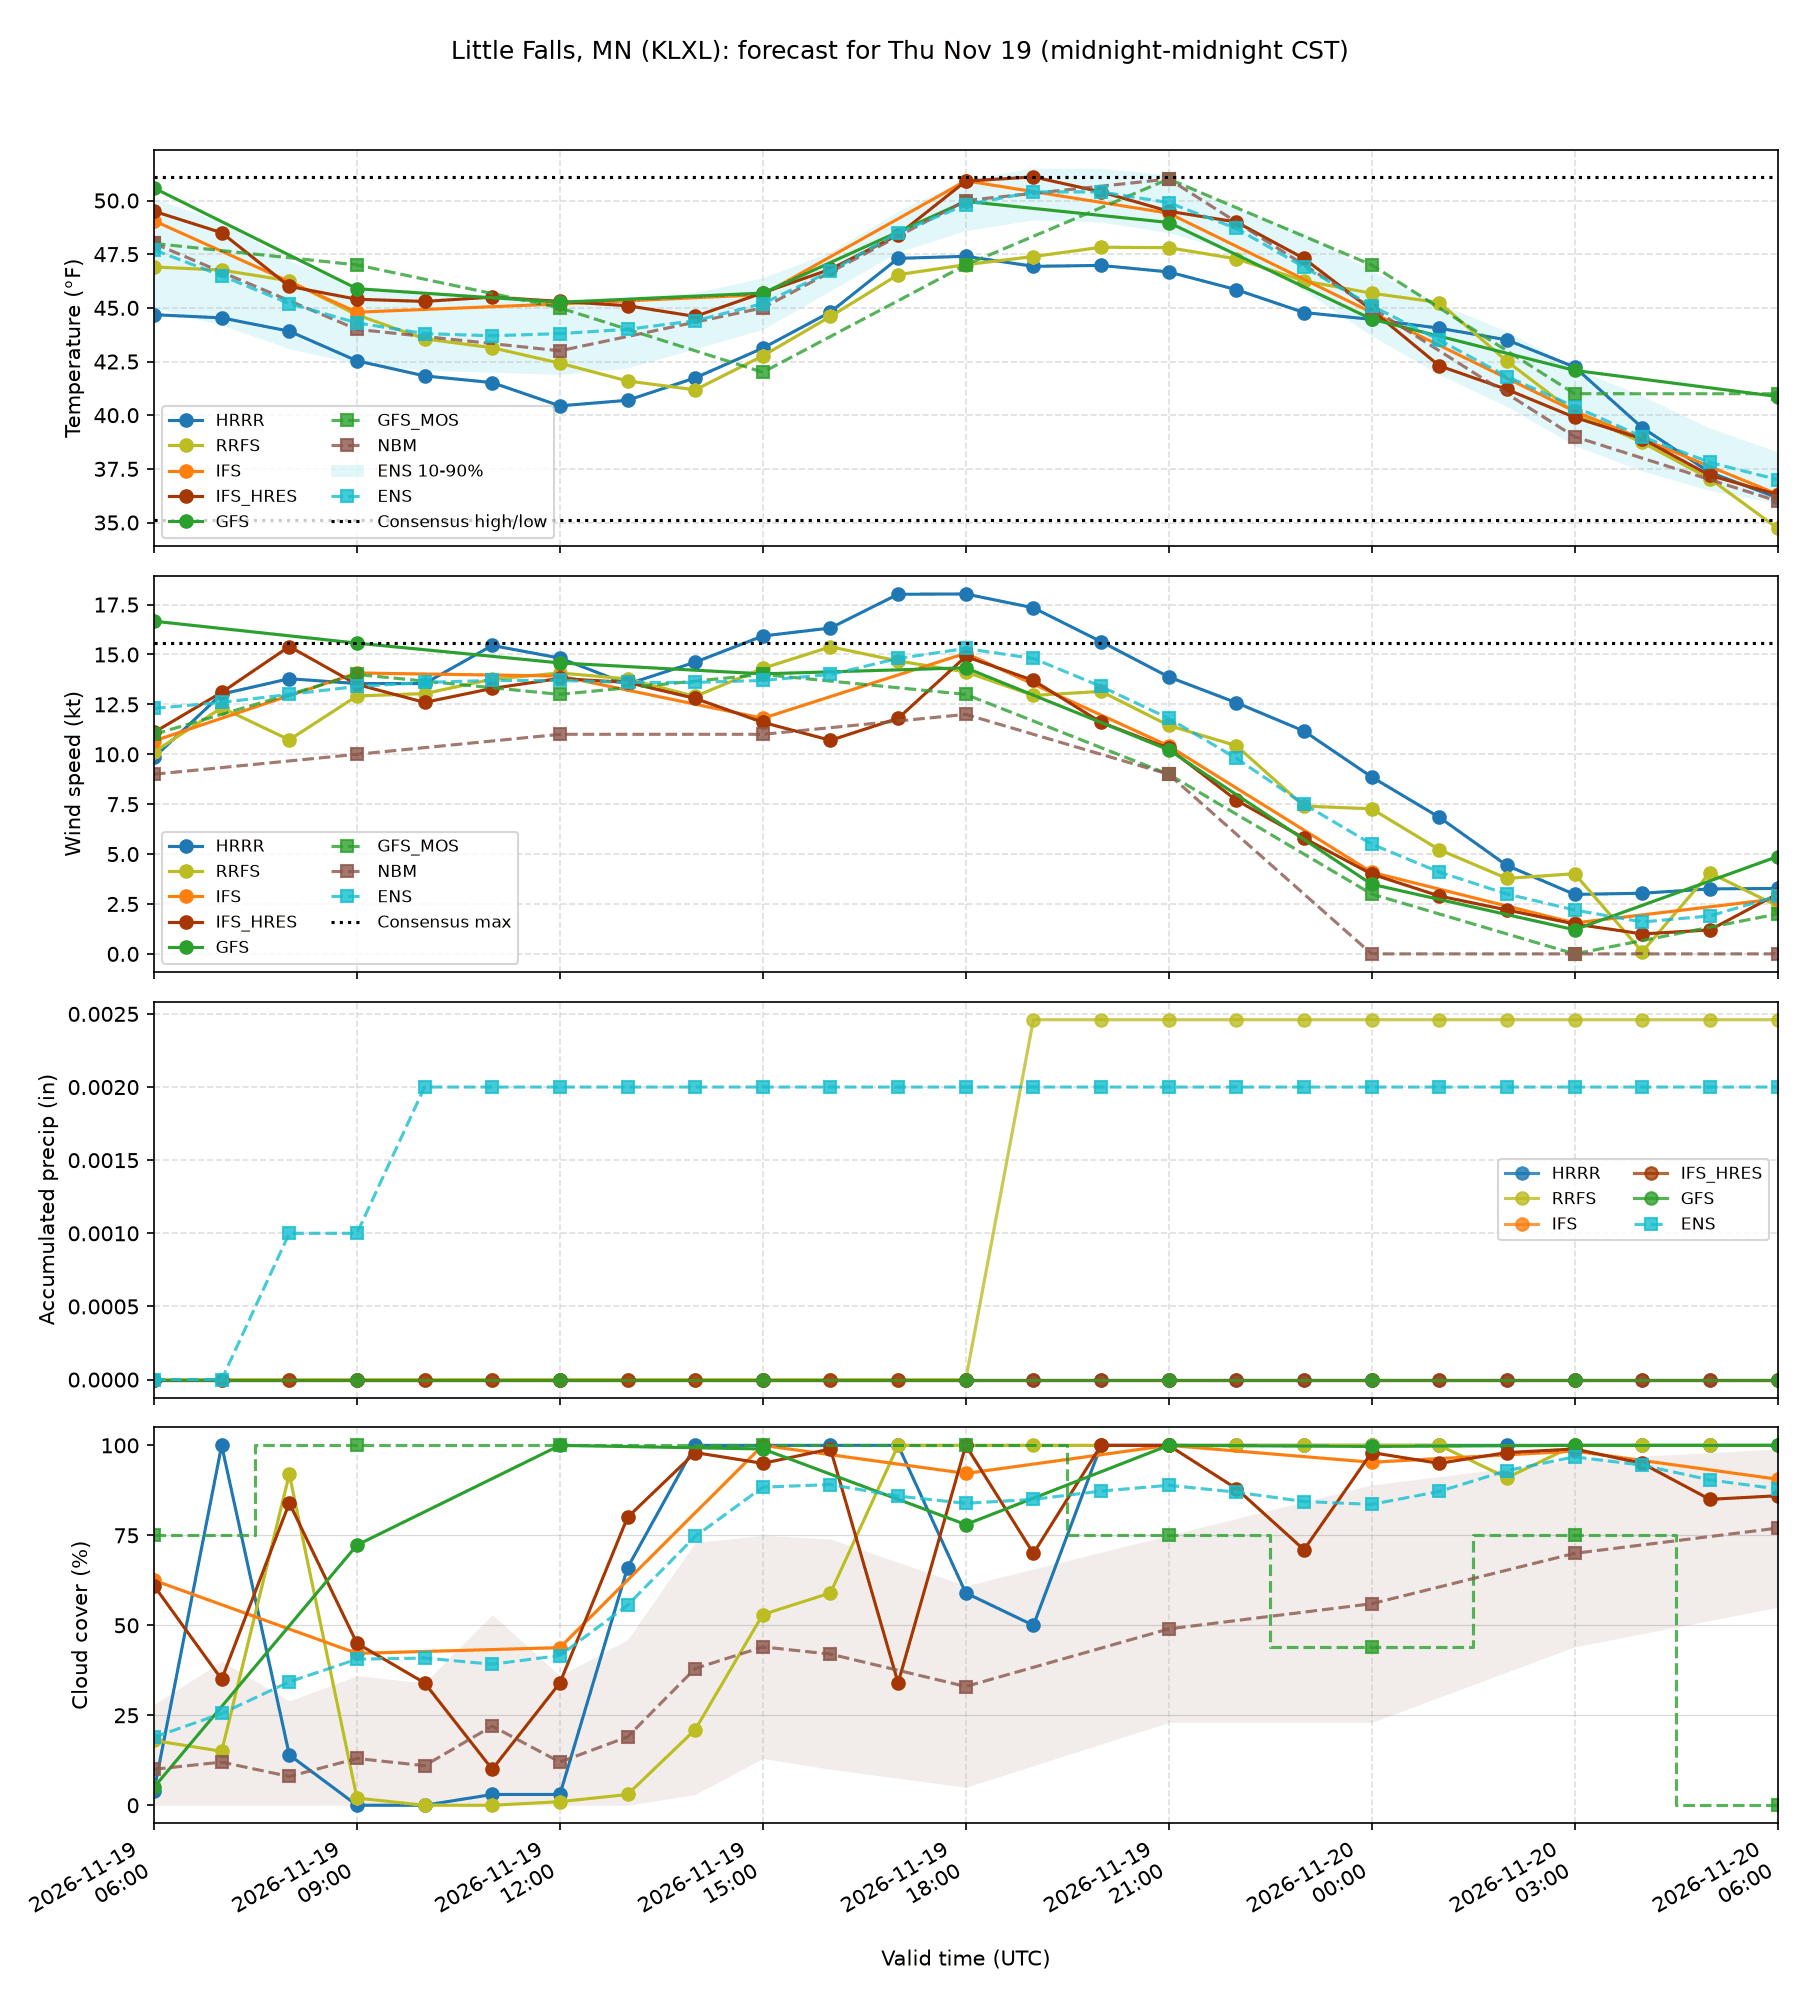 Little Falls, MN (KLXL): forecast for Thu Nov 19 (midnight-midnight CST)
Temperature (°F)
50.0
47.5
45.0
42.5
40.0
37.5
35.0
HRRR
RRFS
IFS
IFS_HRES
GFS
GFS_MOS
NBM
ENS 10-90%
ENS
Consensus high/low
Wind speed (kt)
17.5
15.0
12.5
10.0
7.5
5.0
2.5
0.0
HRRR
RRFS
IFS
IFS_HRES
GFS
GFS_MOS
NBM
ENS
Consensus max
Accumulated precip (in)
0.0025
0.0020
0.0015
0.0010
0.0005
0.0000
HRRR
RRFS
IFS
IFS_HRES
GFS
ENS
Cloud cover (%)
100
75
50
25
0
2026-11-19
06:00
2026-11-19
09:00
2026-11-19
12:00
2026-11-19
15:00
2026-11-19
18:00
2026-11-19
21:00
2026-11-20
00:00
2026-11-20
03:00
2026-11-20
06:00
Valid time (UTC)